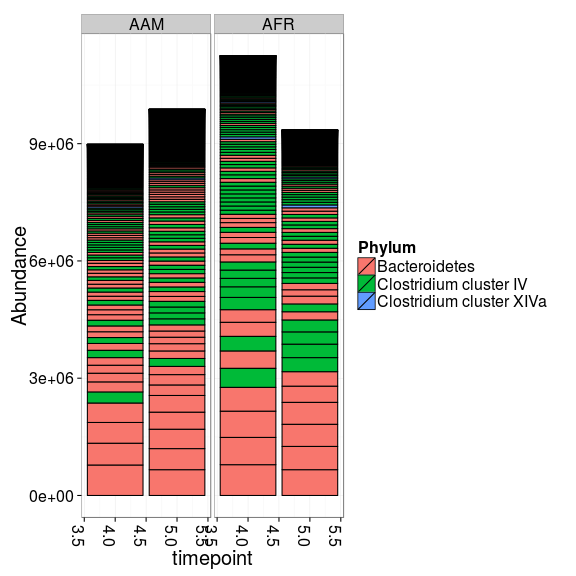 AAM AFR
Abundance
9e+06
6e+06
3e+06
0e+00
3.5 4.0 4.5 5.0 5.5 3.5 4.0 4.5 5.0 5.5
timepoint
Phylum
Bacteroidetes
Clostridium cluster IV
Clostridium cluster XIVa